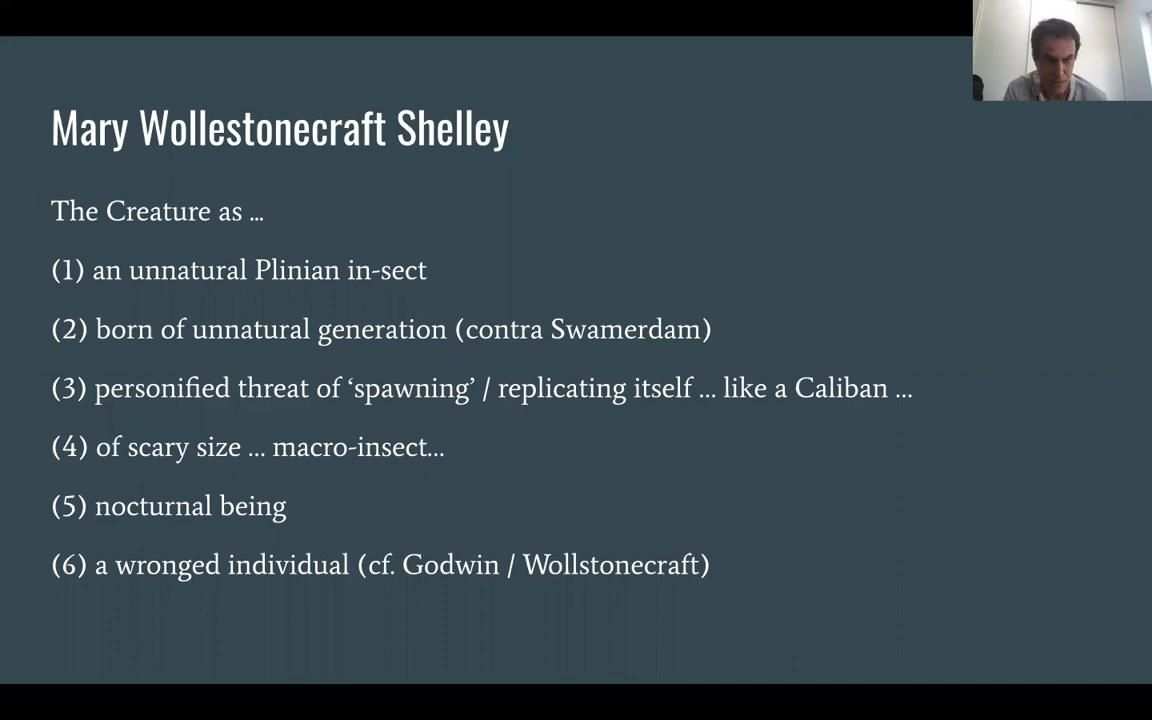 Mary Wollestonecraft Shelley
The Creature as ...
(1) an unnatural Plinian in-sect
(2) born of unnatural generation (contra Swamerdam)
(3) personified threat of ‘spawning’ / replicating itself ... like a Caliban ...
(4) of scary size ... macro-insect...
(5) nocturnal being
(6) a wronged individual (cf. Godwin / Wollstonecraft)